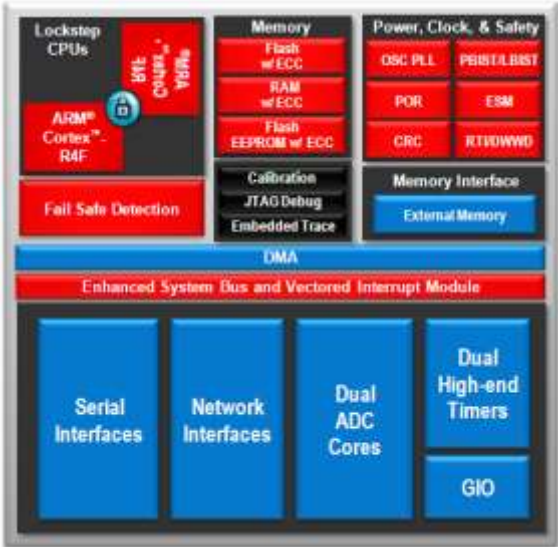 Lockstep
CPUs
ARM®
Cortex™-
R4F
ARM®
Cortex™-
R4F
Fail Safe Detection
Memory
Flash
w/ ECC
RAM
w/ ECC
Flash
EEPROM w/ ECC
Calibration
JTAG Debug
Embedded Trace
Power, Clock, & Safety
OSC PLL
PBIST/LBIST
POR
ESM
CRC
RTI/DWWD
Memory Interface
External Memory
DMA
Enhanced System Bus and Vectored Interrupt Module
Serial
Interfaces
Network
Interfaces
Dual
ADC
Cores
Dual
High-end
Timers
GIO